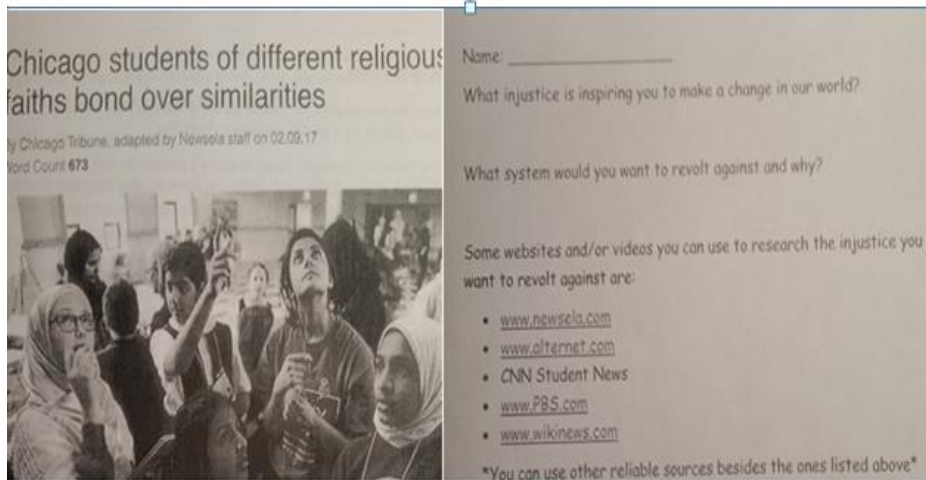 Chicago students of different religious
faiths bond over similarities
By Chicago Tribune, adapted by Newsela staff on 02.09.17
Word Count 673
Name:
What injustice is inspiring you to make a change in our world?
What system would you want to revolt against and why?
Some websites and/or videos you can use to research the injustice you
want to revolt against are:
• www.newsela.com
• www.alternet.com
• CNN Student News
• www.PBS.com
• www.wikinews.com
*You can use other reliable sources besides the ones listed above*